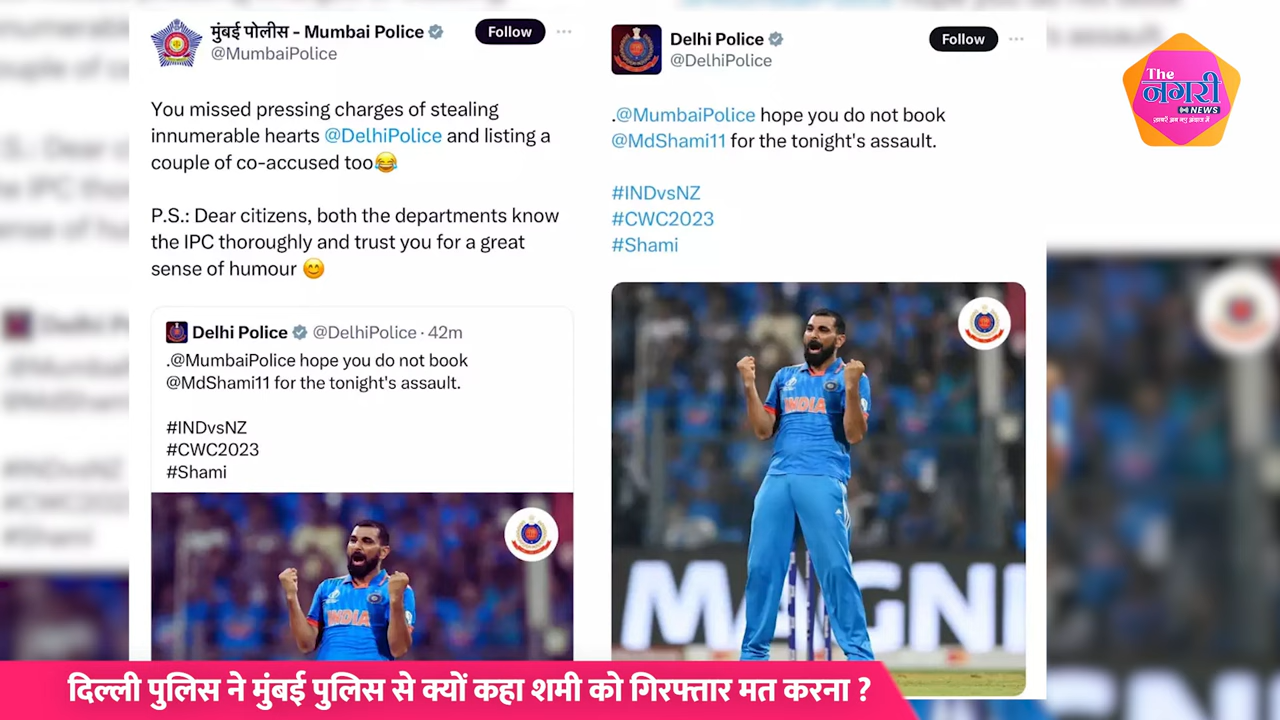 मुंबई पोलीस - Mumbai Police
@MumbaiPolice
Follow
You missed pressing charges of stealing
innumerable hearts @DelhiPolice and listing a
couple of co-accused too😂
P.S.: Dear citizens, both the departments know
the IPC thoroughly and trust you for a great
sense of humour 😊
Delhi Police @DelhiPolice · 42m
.@MumbaiPolice hope you do not book
@MdShami11 for the tonight's assault.
#INDvsNZ
#CWC2023
#Shami
INDIA
Delhi Police
@DelhiPolice
Follow
.@MumbaiPolice hope you do not book
@MdShami11 for the tonight's assault.
#INDvsNZ
#CWC2023
#Shami
INDIA
MAGNI
The
नगरी
NEWS
खबरें अब नए अंदाज में
दिल्ली पुलिस ने मुंबई पुलिस से क्यों कहा शमी को गिरफ्तार मत करना ?